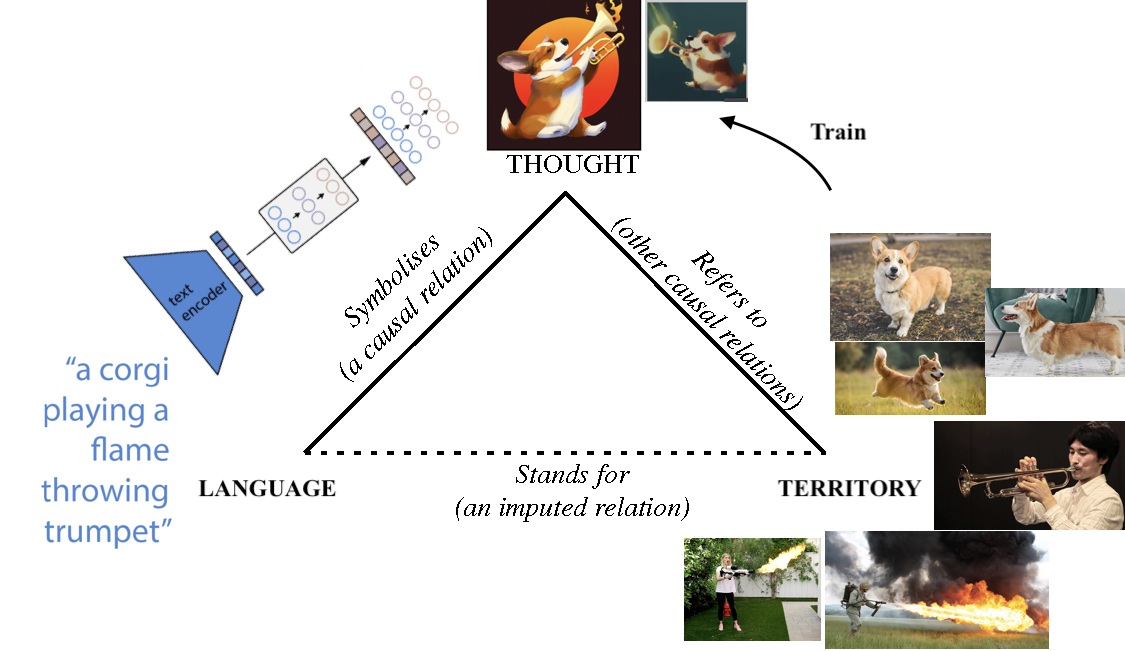 THOUGHT
Train
Symbolises
(a causal relation)
Refers to
(other causal relations)
text
encoder
“a corgi
playing a
flame
throwing
trumpet”
LANGUAGE
Stands for
(an imputed relation)
TERRITORY